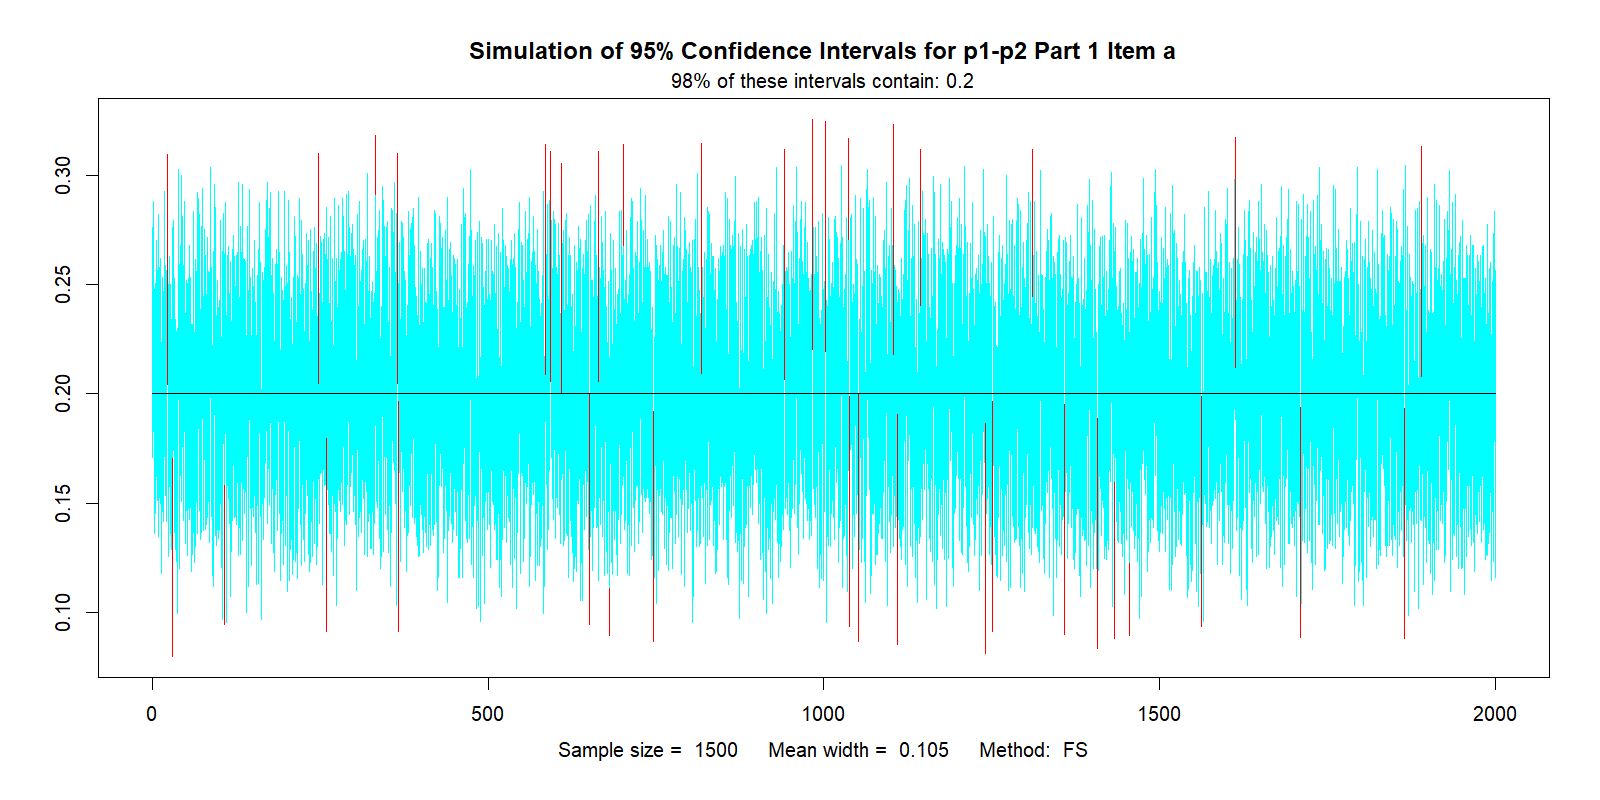 Simulation of 95% Confidence Intervals for p1-p2 Part 1 Item a
98% of these intervals contain: 0.2
0.30
0.25
0.20
0.15
0.10
0 500 1000 1500 2000
Sample size = 1500 Mean width = 0.105 Method: FS